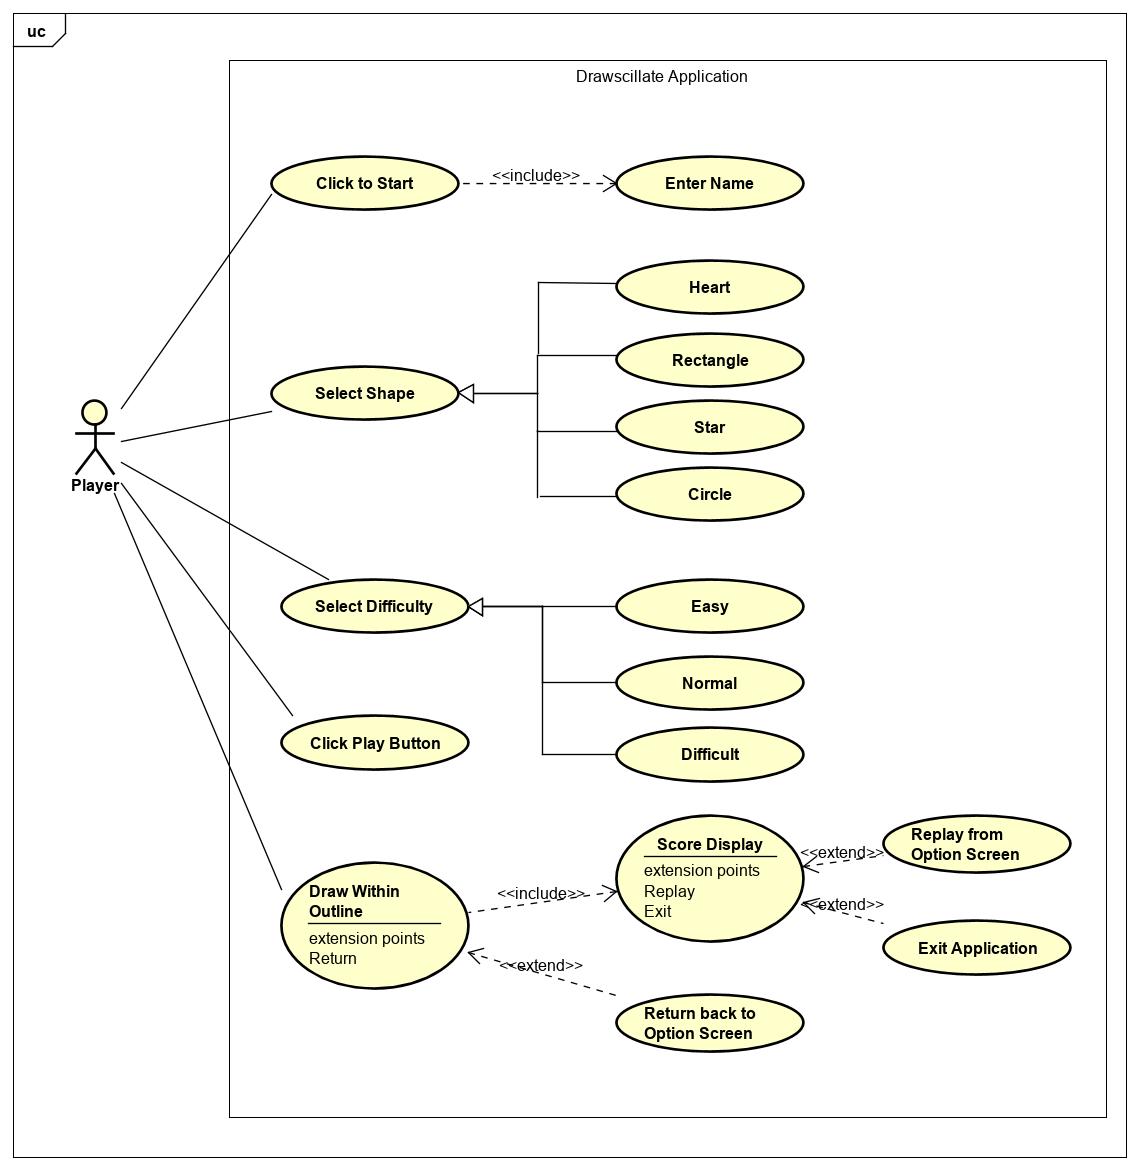 uc
Drawscillate Application
Click to Start
<<include>>
Enter Name
Heart
Rectangle
Select Shape
Star
Circle
Player
Select Difficulty
Easy
Normal
Click Play Button
Difficult
Score Display
extension points
Replay
Exit
<<extend>>
Replay from
Option Screen
<<extend>>
Exit Application
Draw Within
Outline
extension points
Return
<<include>>
<<extend>>
Return back to
Option Screen